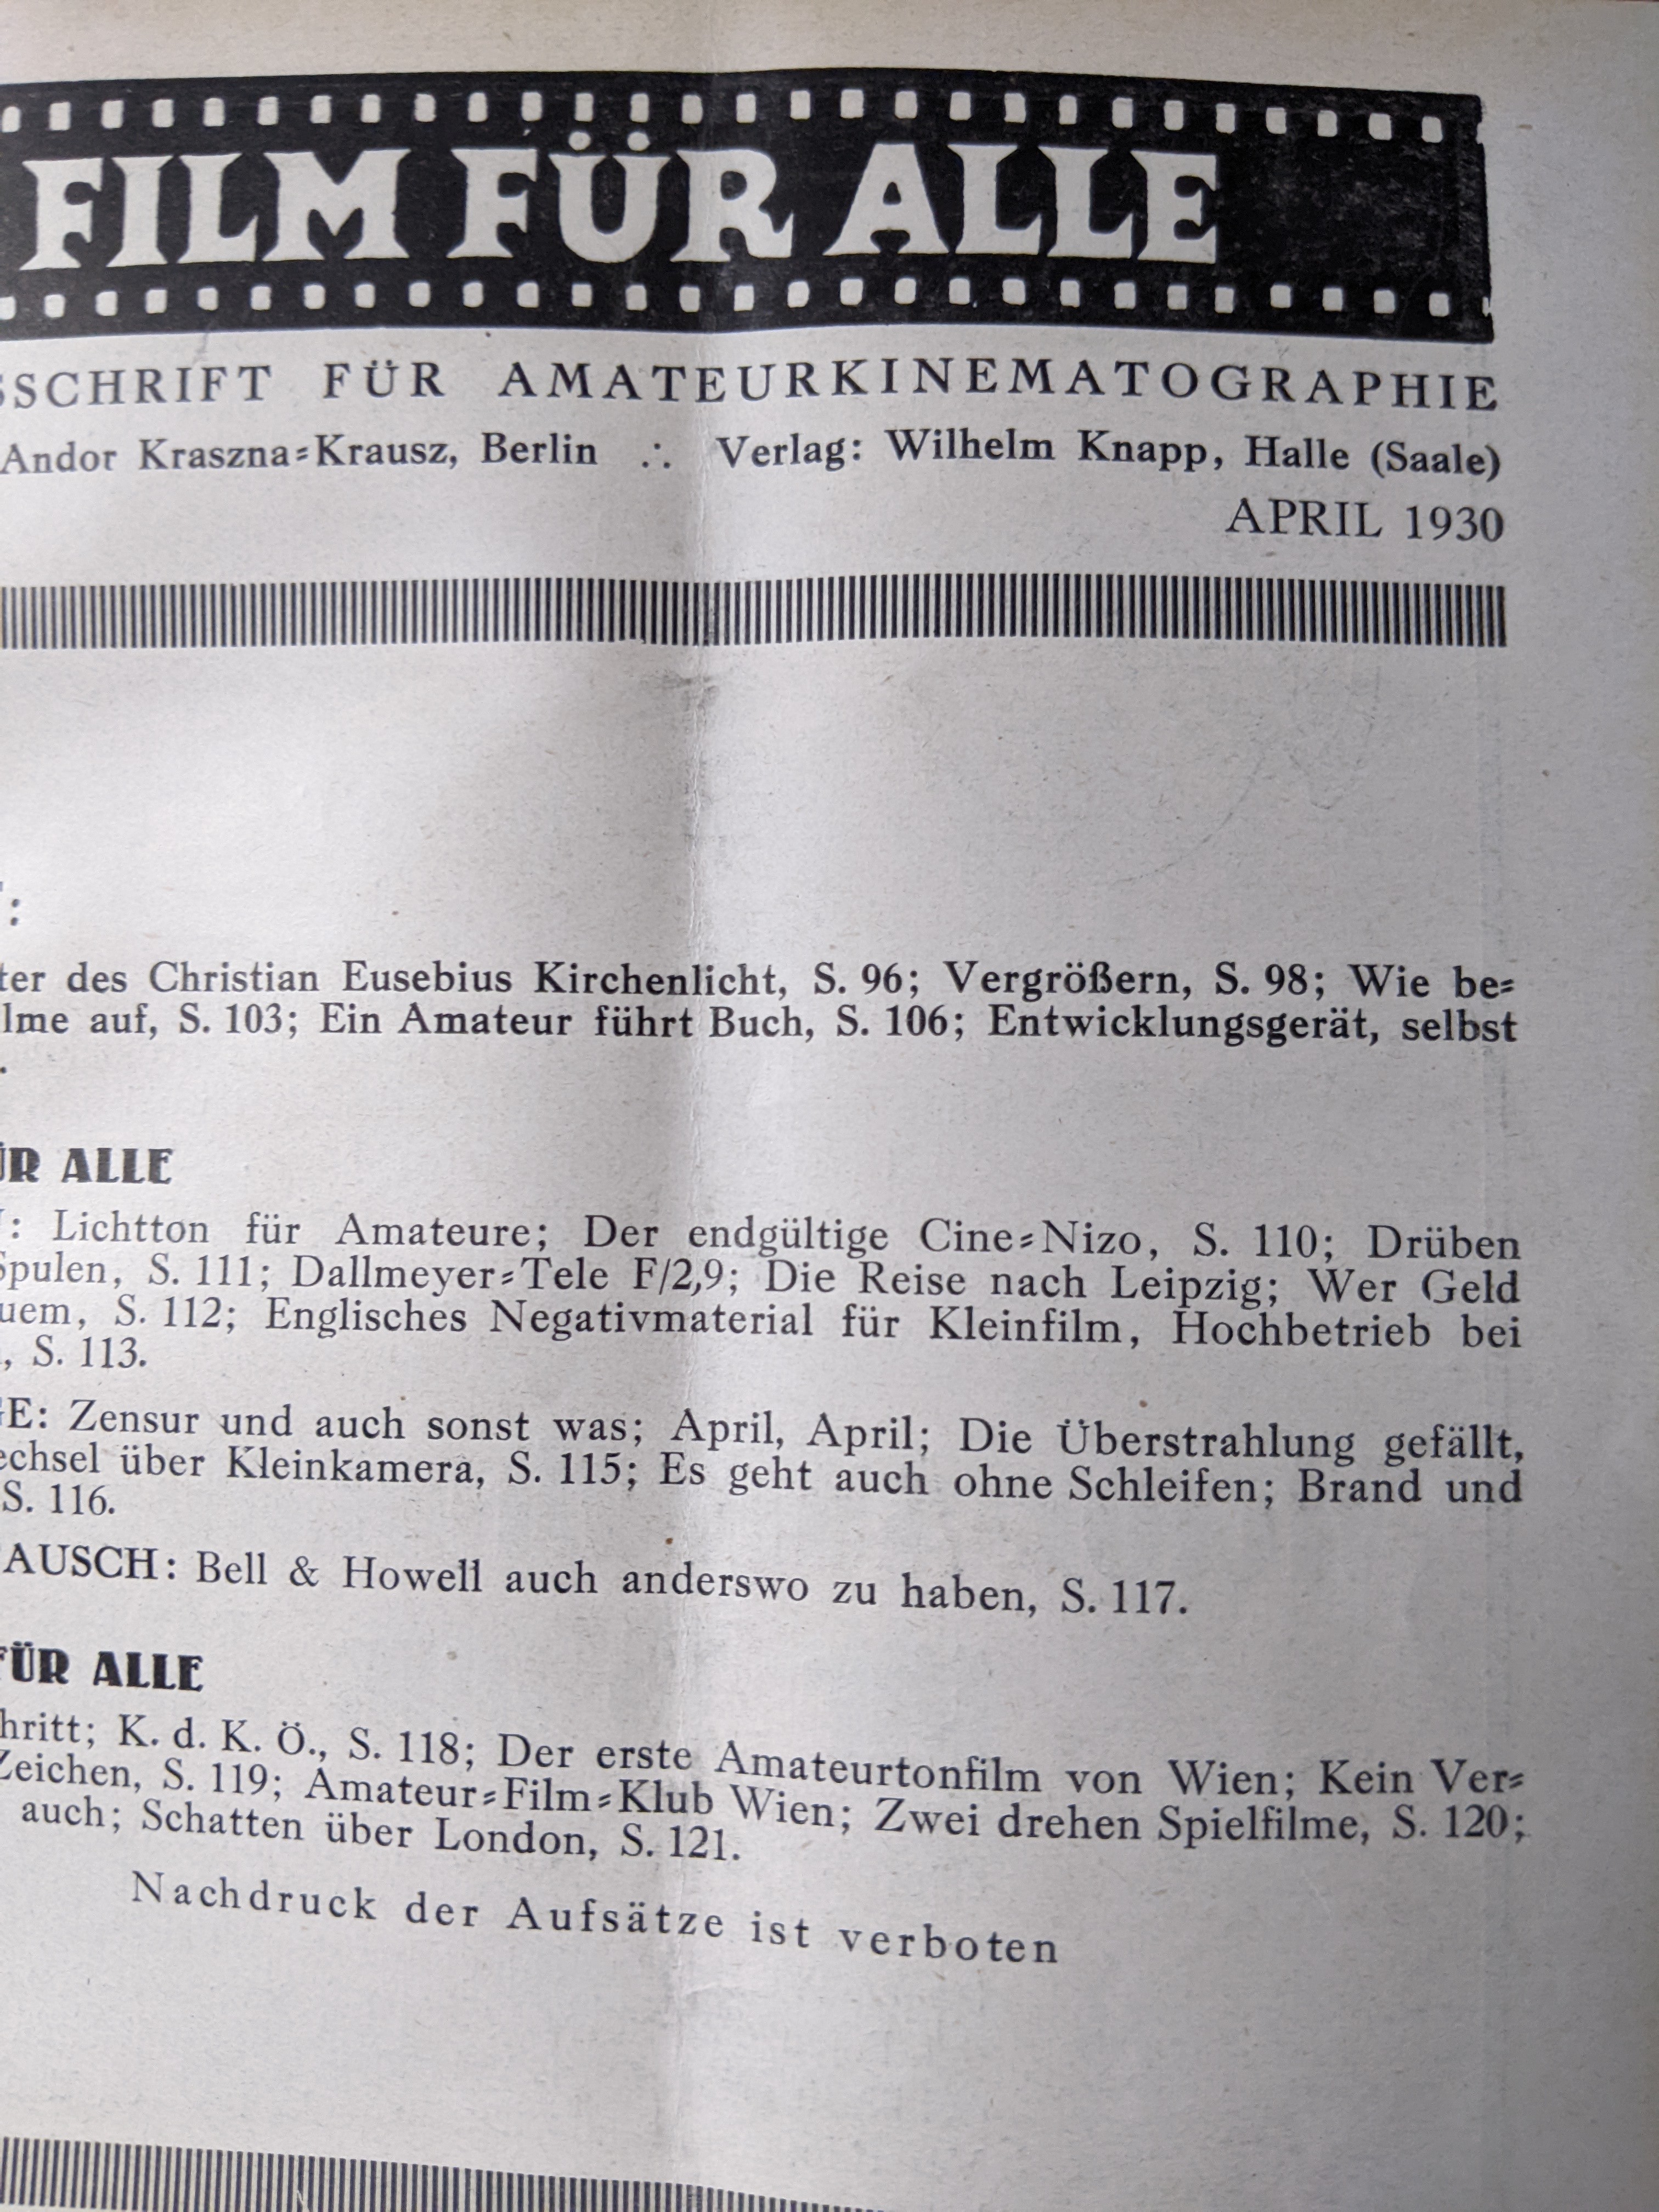 FILM FÜR ALLE
SSCHRIFT FÜR AMATEURKINEMATOGRAPHIE
Andor Kraszna=Krausz, Berlin ∴ Verlag: Wilhelm Knapp, Halle (Saale)
APRIL 1930
:
ter des Christian Eusebius Kirchenlicht, S. 96; Vergrößern, S. 98; Wie be=
lme auf, S. 103; Ein Amateur führt Buch, S. 106; Entwicklungsgerät, selbst
.
ÜR ALLE
: Lichtton für Amateure; Der endgültige Cine=Nizo, S. 110; Drüben
Spulen, S. 111; Dallmeyer=Tele F/2,9; Die Reise nach Leipzig; Wer Geld
uem, S. 112; Englisches Negativmaterial für Kleinfilm, Hochbetrieb bei
, S. 113.
GE: Zensur und auch sonst was; April, April; Die Überstrahlung gefällt,
echsel über Kleinkamera, S. 115; Es geht auch ohne Schleifen; Brand und
S. 116.
AUSCH: Bell & Howell auch anderswo zu haben, S. 117.
FÜR ALLE
hritt; K. d. K. Ö., S. 118; Der erste Amateurtonfilm von Wien; Kein Ver=
Zeichen, S. 119; Amateur=Film=Klub Wien; Zwei drehen Spielfilme, S. 120;
auch; Schatten über London, S. 121.
Nachdruck der Aufsätze ist verboten